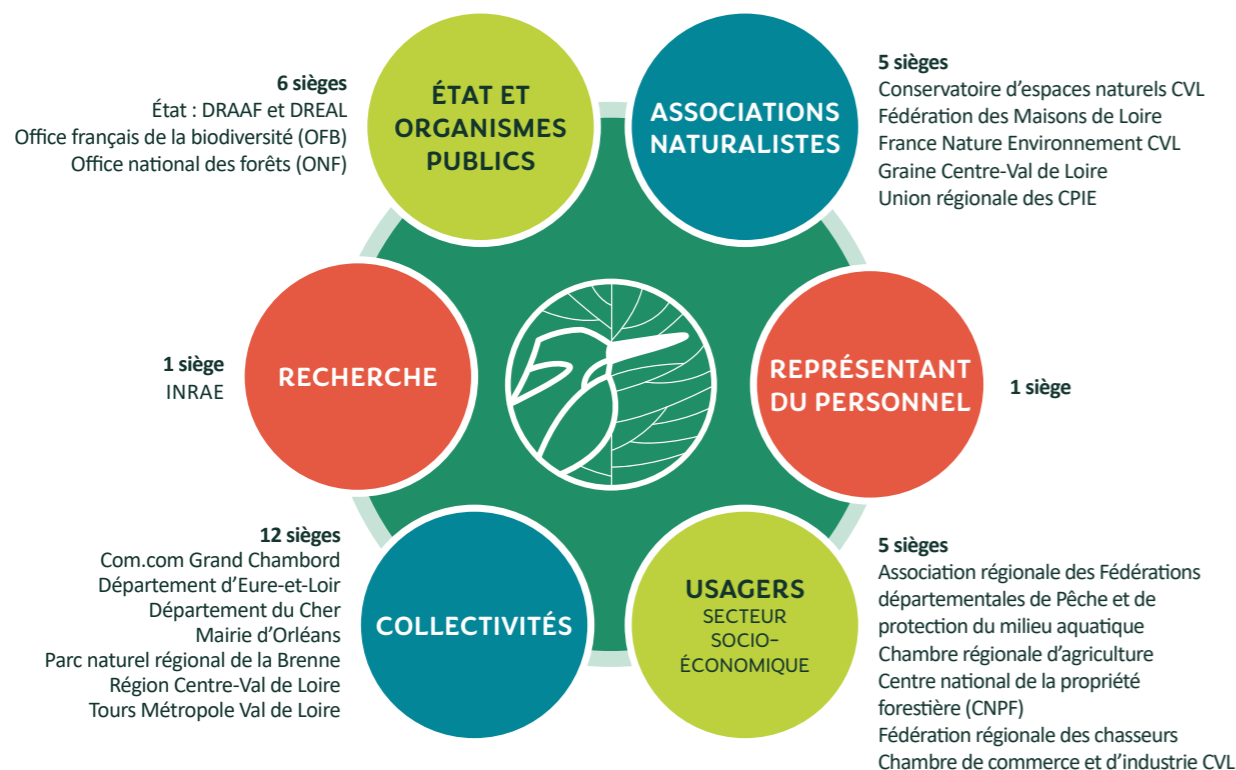 6 sièges
État : DRAAF et DREAL
Office français de la biodiversité (OFB)
Office national des forêts (ONF)
ÉTAT ET
ORGANISMES
PUBLICS
ASSOCIATIONS
NATURALISTES
5 sièges
Conservatoire d’espaces naturels CVL
Fédération des Maisons de Loire
France Nature Environnement CVL
Graine Centre-Val de Loire
Union régionale des CPIE
1 siège
INRAE
RECHERCHE
REPRÉSENTANT
DU PERSONNEL
1 siège
12 sièges
Com.com Grand Chambord
Département d’Eure-et-Loir
Département du Cher
Mairie d’Orléans
Parc naturel régional de la Brenne
Région Centre-Val de Loire
Tours Métropole Val de Loire
COLLECTIVITÉS
USAGERS
SECTEUR
SOCIO-
ÉCONOMIQUE
5 sièges
Association régionale des Fédérations
départementales de Pêche et de
protection du milieu aquatique
Chambre régionale d’agriculture
Centre national de la propriété
forestière (CNPF)
Fédération régionale des chasseurs
Chambre de commerce et d’industrie CVL